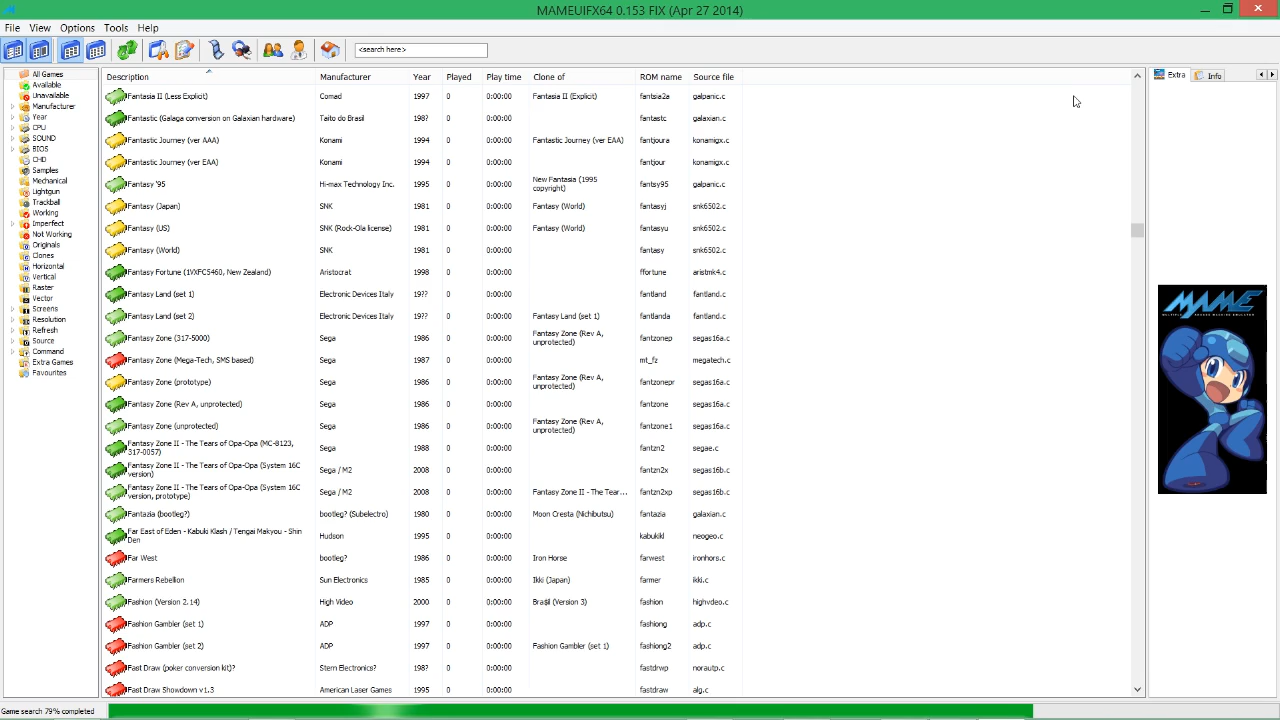 MAMEUIFX64 0.153 FIX (Apr 27 2014)
File View Options Tools Help
<search here>
All Games
Available
Unavailable
Manufacturer
Year
CPU
SOUND
BIOS
CHD
Samples
Mechanical
Lightgun
Trackball
Working
Imperfect
Not Working
Originals
Clones
Horizontal
Vertical
Raster
Vector
Screens
Resolution
Refresh
Source
Command
Extra Games
Favourites
Description Manufacturer Year Played Play time Clone of ROM name Source file
Fantasia II (Less Explicit) Comad 1997 0 0:00:00 Fantasia II (Explicit) fantsia2a galpanic.c
Fantastic (Galaga conversion on Galaxian hardware) Taito do Brasil 198? 0 0:00:00 fantastc galaxian.c
Fantastic Journey (ver AAA) Konami 1994 0 0:00:00 Fantastic Journey (ver EAA) fantjoura konamigx.c
Fantastic Journey (ver EAA) Konami 1994 0 0:00:00 fantjour konamigx.c
Fantasy '95 Hi-max Technology Inc. 1995 0 0:00:00 New Fantasia (1995 copyright) fantsy95 galpanic.c
Fantasy (Japan) SNK 1981 0 0:00:00 Fantasy (World) fantasyj snk6502.c
Fantasy (US) SNK (Rock-Ola license) 1981 0 0:00:00 Fantasy (World) fantasyu snk6502.c
Fantasy (World) SNK 1981 0 0:00:00 fantasy snk6502.c
Fantasy Fortune (1VXFC5460, New Zealand) Aristocrat 1998 0 0:00:00 ffortune aristmk4.c
Fantasy Land (set 1) Electronic Devices Italy 19?? 0 0:00:00 fantland fantland.c
Fantasy Land (set 2) Electronic Devices Italy 19?? 0 0:00:00 Fantasy Land (set 1) fantlanda fantland.c
Fantasy Zone (317-5000) Sega 1986 0 0:00:00 Fantasy Zone (Rev A, unprotected) fantzonep segas16a.c
Fantasy Zone (Mega-Tech, SMS based) Sega 1987 0 0:00:00 mt_fz megatech.c
Fantasy Zone (prototype) Sega 1986 0 0:00:00 Fantasy Zone (Rev A, unprotected) fantzonepr segas16a.c
Fantasy Zone (Rev A, unprotected) Sega 1986 0 0:00:00 fantzone segas16a.c
Fantasy Zone (unprotected) Sega 1986 0 0:00:00 Fantasy Zone (Rev A, unprotected) fantzone1 segas16a.c
Fantasy Zone II - The Tears of Opa-Opa (MC-8123, 317-0057) Sega 1988 0 0:00:00 fantzn2 segae.c
Fantasy Zone II - The Tears of Opa-Opa (System 16C version) Sega / M2 2008 0 0:00:00 fantzn2x segas16b.c
Fantasy Zone II - The Tears of Opa-Opa (System 16C version, prototype) Sega / M2 2008 0 0:00:00 Fantasy Zone II - The Tear... fantzn2xp segas16b.c
Fantazia (bootleg?) bootleg? (Subelectro) 1980 0 0:00:00 Moon Cresta (Nichibutsu) fantazia galaxian.c
Far East of Eden - Kabuki Klash / Tengai Makyou - Shin Den Hudson 1995 0 0:00:00 kabukikl neogeo.c
Far West bootleg? 1986 0 0:00:00 Iron Horse farwest ironhors.c
Farmers Rebellion Sun Electronics 1985 0 0:00:00 Ikki (Japan) farmer ikki.c
Fashion (Version 2.14) High Video 2000 0 0:00:00 Bra$il (Version 3) fashion highvdeo.c
Fashion Gambler (set 1) ADP 1997 0 0:00:00 fashiong adp.c
Fashion Gambler (set 2) ADP 1997 0 0:00:00 Fashion Gambler (set 1) fashiong2 adp.c
Fast Draw (poker conversion kit)? Stern Electronics? 198? 0 0:00:00 fastdrwp norautp.c
Fast Draw Showdown v1.3 American Laser Games 1995 0 0:00:00 fastdraw alg.c
Extra Info
MAME
MULTIPLE ARCADE MACHINE EMULATOR
Game search 79% completed